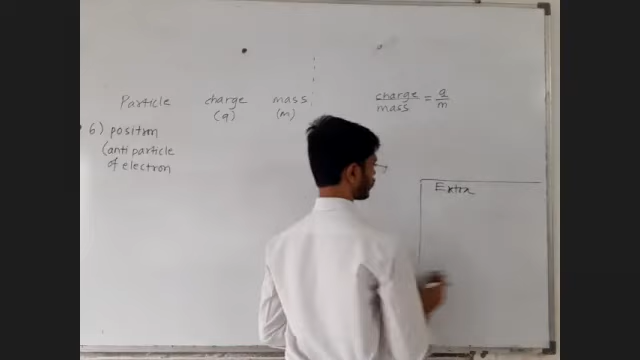 Particle charge mass charge/mass = q/m
(q) (m)
6) positron
(anti particle
of electron
Extra